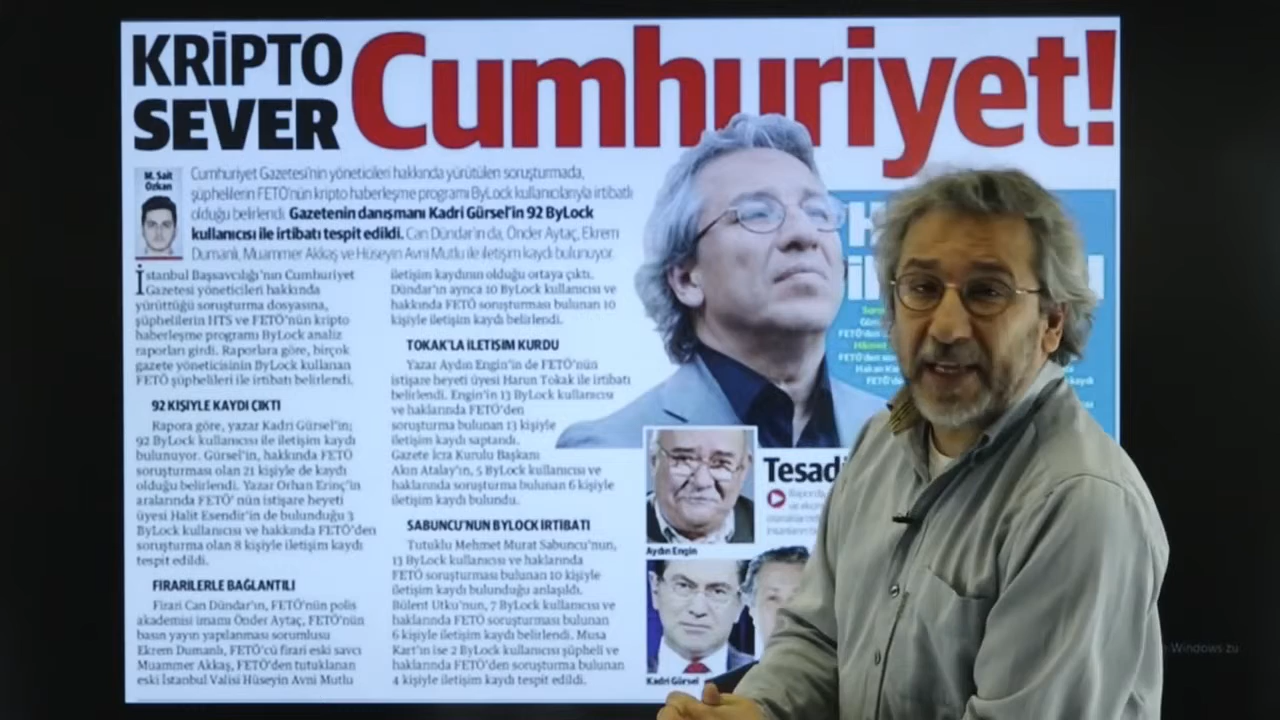 KRİPTO
SEVER
Cumhuriyet!
M. Sait
Özkan
Cumhuriyet Gazetesi'nin yöneticileri hakkında yürütülen soruşturmada,
şüphelilerin FETÖ'nün kripto haberleşme programı ByLock kullanıcılarıyla irtibatlı
olduğu belirlendi. Gazetenin danışmanı Kadri Gürsel'in 92 ByLock
kullanıcısı ile irtibatı tespit edildi. Can Dündar'ın da, Önder Aytaç, Ekrem
Dumanlı, Muammer Akkaş ve Hüseyin Avni Mutlu ile iletişim kaydı bulunuyor.
İstanbul Başsavcılığı'nın Cumhuriyet
Gazetesi yöneticileri hakkında
yürüttüğü soruşturma dosyasına,
şüphelilerin HTS ve FETÖ'nün kripto
haberleşme programı ByLock analiz
raporları girdi. Raporlara göre, birçok
gazete yöneticisinin ByLock kullanan
FETÖ şüphelileri ile irtibatı belirlendi.
92 KİŞİYLE KAYDI ÇIKTI
Rapora göre, yazar Kadri Gürsel'in;
92 ByLock kullanıcısı ile iletişim kaydı
bulunuyor. Gürsel'in, hakkında FETÖ
soruşturması olan 21 kişiyle de kaydı
olduğu belirlendi. Yazar Orhan Erinç'in
aralarında FETÖ' nün istişare heyeti
üyesi Halit Esendir'in de bulunduğu 3
ByLock kullanıcısı ve hakkında FETÖ'den
soruşturma olan 8 kişiyle iletişim kaydı
tespit edildi.
FİRARİLERLE BAĞLANTILI
Firari Can Dündar'ın, FETÖ'nün polis
akademisi imamı Önder Aytaç, FETÖ'nün
basın yayın yapılanması sorumlusu
Ekrem Dumanlı, FETÖ'cü firari eski savcı
Muammer Akkaş, FETÖ'den tutuklanan
eski İstanbul Valisi Hüseyin Avni Mutlu
iletişim kaydının olduğu ortaya çıktı.
Dündar'ın ayrıca 10 ByLock kullanıcısı ve
hakkında FETÖ soruşturması bulunan 10
kişiyle iletişim kaydı belirlendi.
TOKAK'LA İLETİŞİM KURDU
Yazar Aydın Engin'in de FETÖ'nün
istişare heyeti üyesi Harun Tokak ile irtibatı
belirlendi. Engin'in 13 ByLock kullanıcısı
ve haklarında FETÖ'den
soruşturma bulunan 13 kişiyle
iletişim kaydı saptandı.
Gazete İcra Kurulu Başkanı
Akın Atalay'ın, 5 ByLock kullanıcısı ve
haklarında soruşturma bulunan 6 kişiyle
iletişim kaydı bulundu.
SABUNCU'NUN BYLOCK İRTİBATI
Tutuklu Mehmet Murat Sabuncu'nun,
13 ByLock kullanıcısı ve haklarında
FETÖ soruşturması bulunan 10 kişiyle
iletişim kaydı bulunduğu anlaşıldı.
Bülent Utku'nun, 7 ByLock kullanıcısı ve
haklarında FETÖ soruşturması bulunan
6 kişiyle iletişim kaydı belirlendi. Musa
Kart'ın ise 2 ByLock kullanıcısı şüpheli ve
haklarında FETÖ'den soruşturma bulunan
4 kişiyle iletişim kaydı tespit edildi.
Aydın Engin
Kadri Gürsel
Windows zu